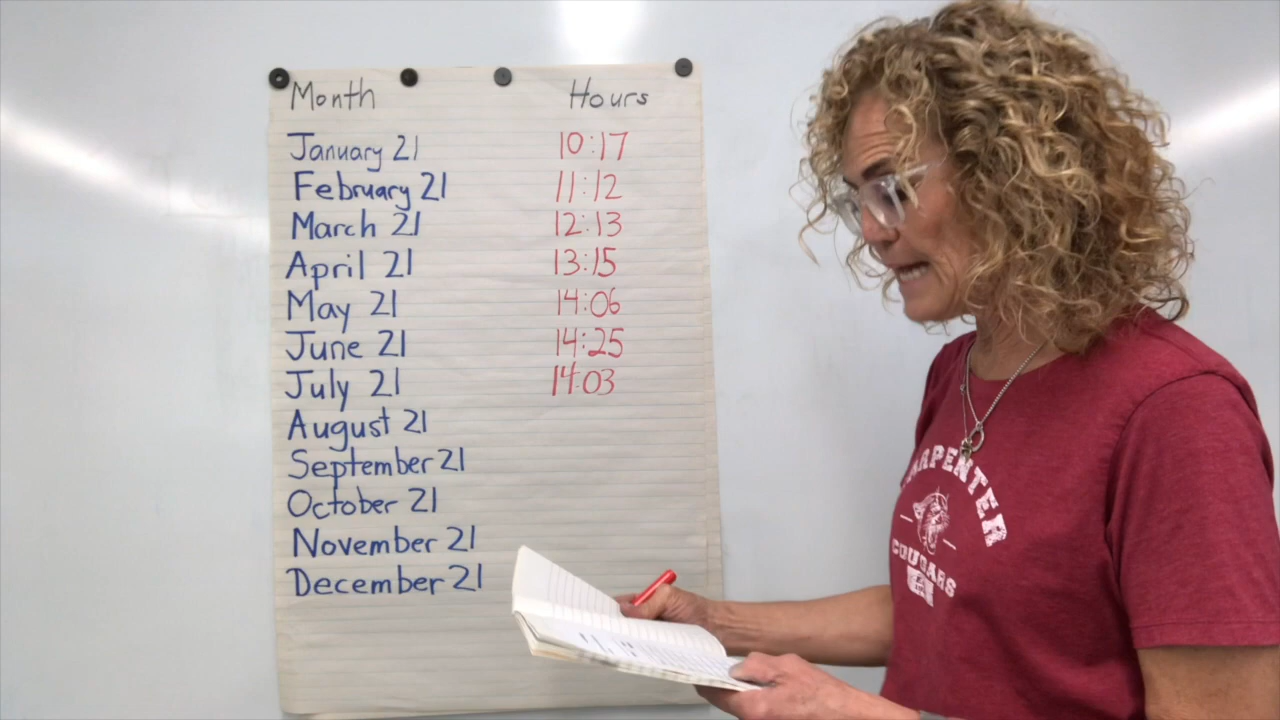 Month Hours
January 21 10:17
February 21 11:12
March 21 12:13
April 21 13:15
May 21 14:06
June 21 14:25
July 21 14:03
August 21
September 21
October 21
November 21
December 21
CARPENTER
COUGARS